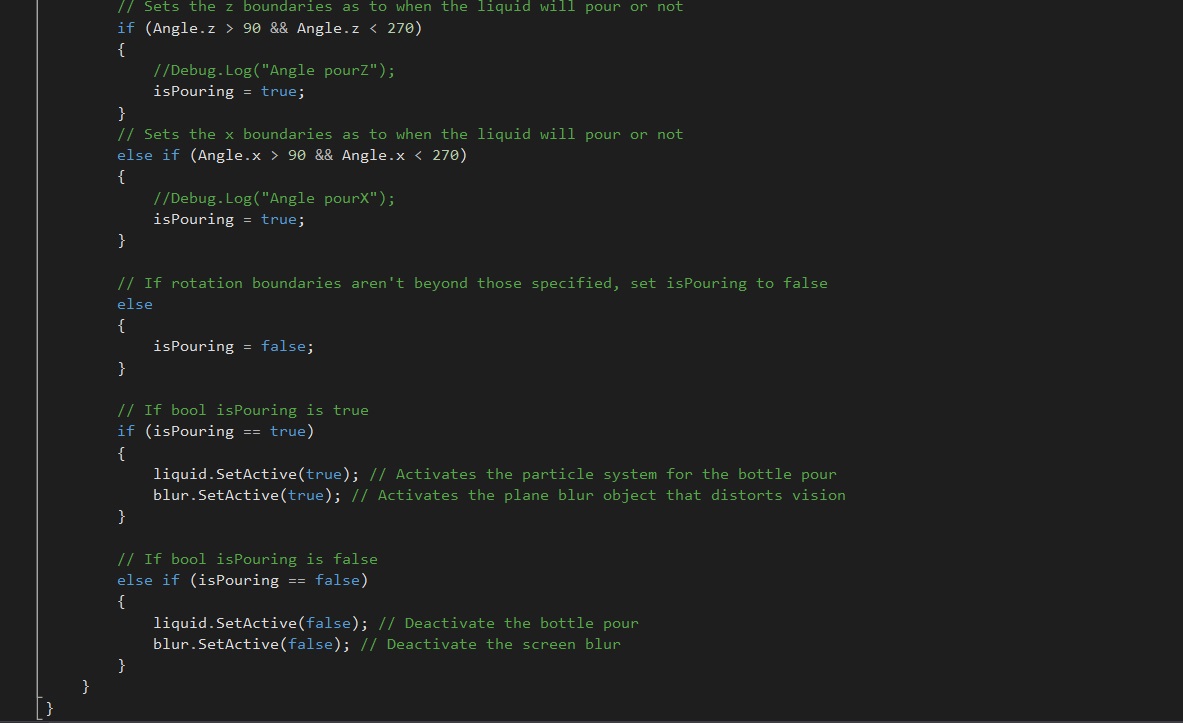 // Sets the z boundaries as to when the liquid will pour or not
if (Angle.z > 90 && Angle.z < 270)
{
//Debug.Log("Angle pourZ");
isPouring = true;
}
// Sets the x boundaries as to when the liquid will pour or not
else if (Angle.x > 90 && Angle.x < 270)
{
//Debug.Log("Angle pourX");
isPouring = true;
}
// If rotation boundaries aren't beyond those specified, set isPouring to false
else
{
isPouring = false;
}
// If bool isPouring is true
if (isPouring == true)
{
liquid.SetActive(true); // Activates the particle system for the bottle pour
blur.SetActive(true); // Activates the plane blur object that distorts vision
}
// If bool isPouring is false
else if (isPouring == false)
{
liquid.SetActive(false); // Deactivate the bottle pour
blur.SetActive(false); // Deactivate the screen blur
}
}
}